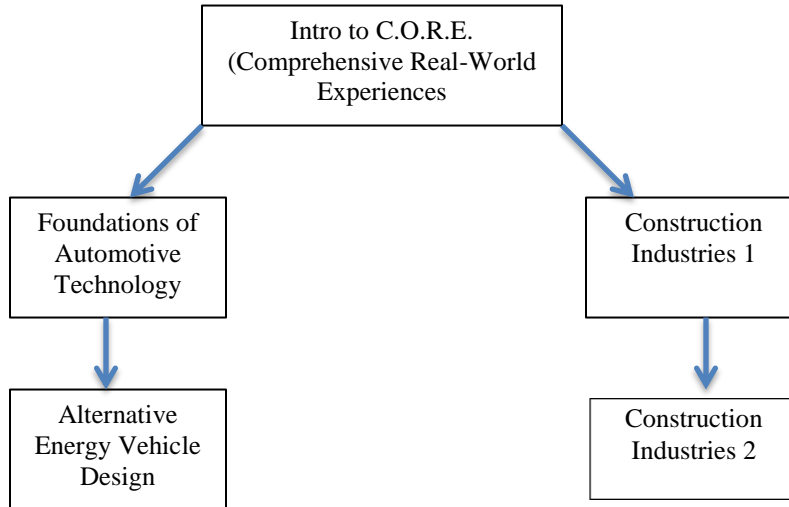 Intro to C.O.R.E.
(Comprehensive Real-World
Experiences
Foundations of
Automotive
Technology
Construction
Industries 1
Alternative
Energy Vehicle
Design
Construction
Industries 2